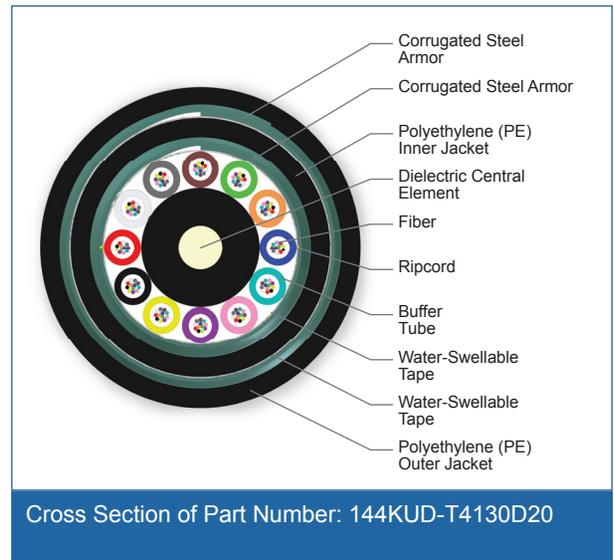 Corrugated Steel
Armor
Corrugated Steel Armor
Polyethylene (PE)
Inner Jacket
Dielectric Central
Element
Fiber
Ripcord
Buffer
Tube
Water-Swellable
Tape
Water-Swellable
Tape
Polyethylene (PE)
Outer Jacket
Cross Section of Part Number: 144KUD-T4130D20